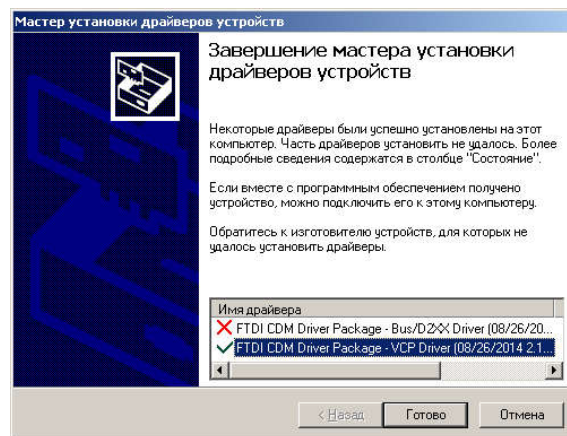 Мастер установки драйверов устройств
Завершение мастера установки
драйверов устройств
Некоторые драйверы были успешно установлены на этот
компьютер. Часть драйверов установить не удалось. Более
подробные сведения содержатся в столбце "Состояние".
Если вместе с программным обеспечением получено
устройство, можно подключить его к этому компьютеру.
Обратитесь к изготовителю устройств, для которых не
удалось установить драйверы.
Имя драйвера
FTDI CDM Driver Package - Bus/D2XX Driver (08/26/20...
FTDI CDM Driver Package - VCP Driver (08/26/2014 2.1...
< Назад Готово Отмена